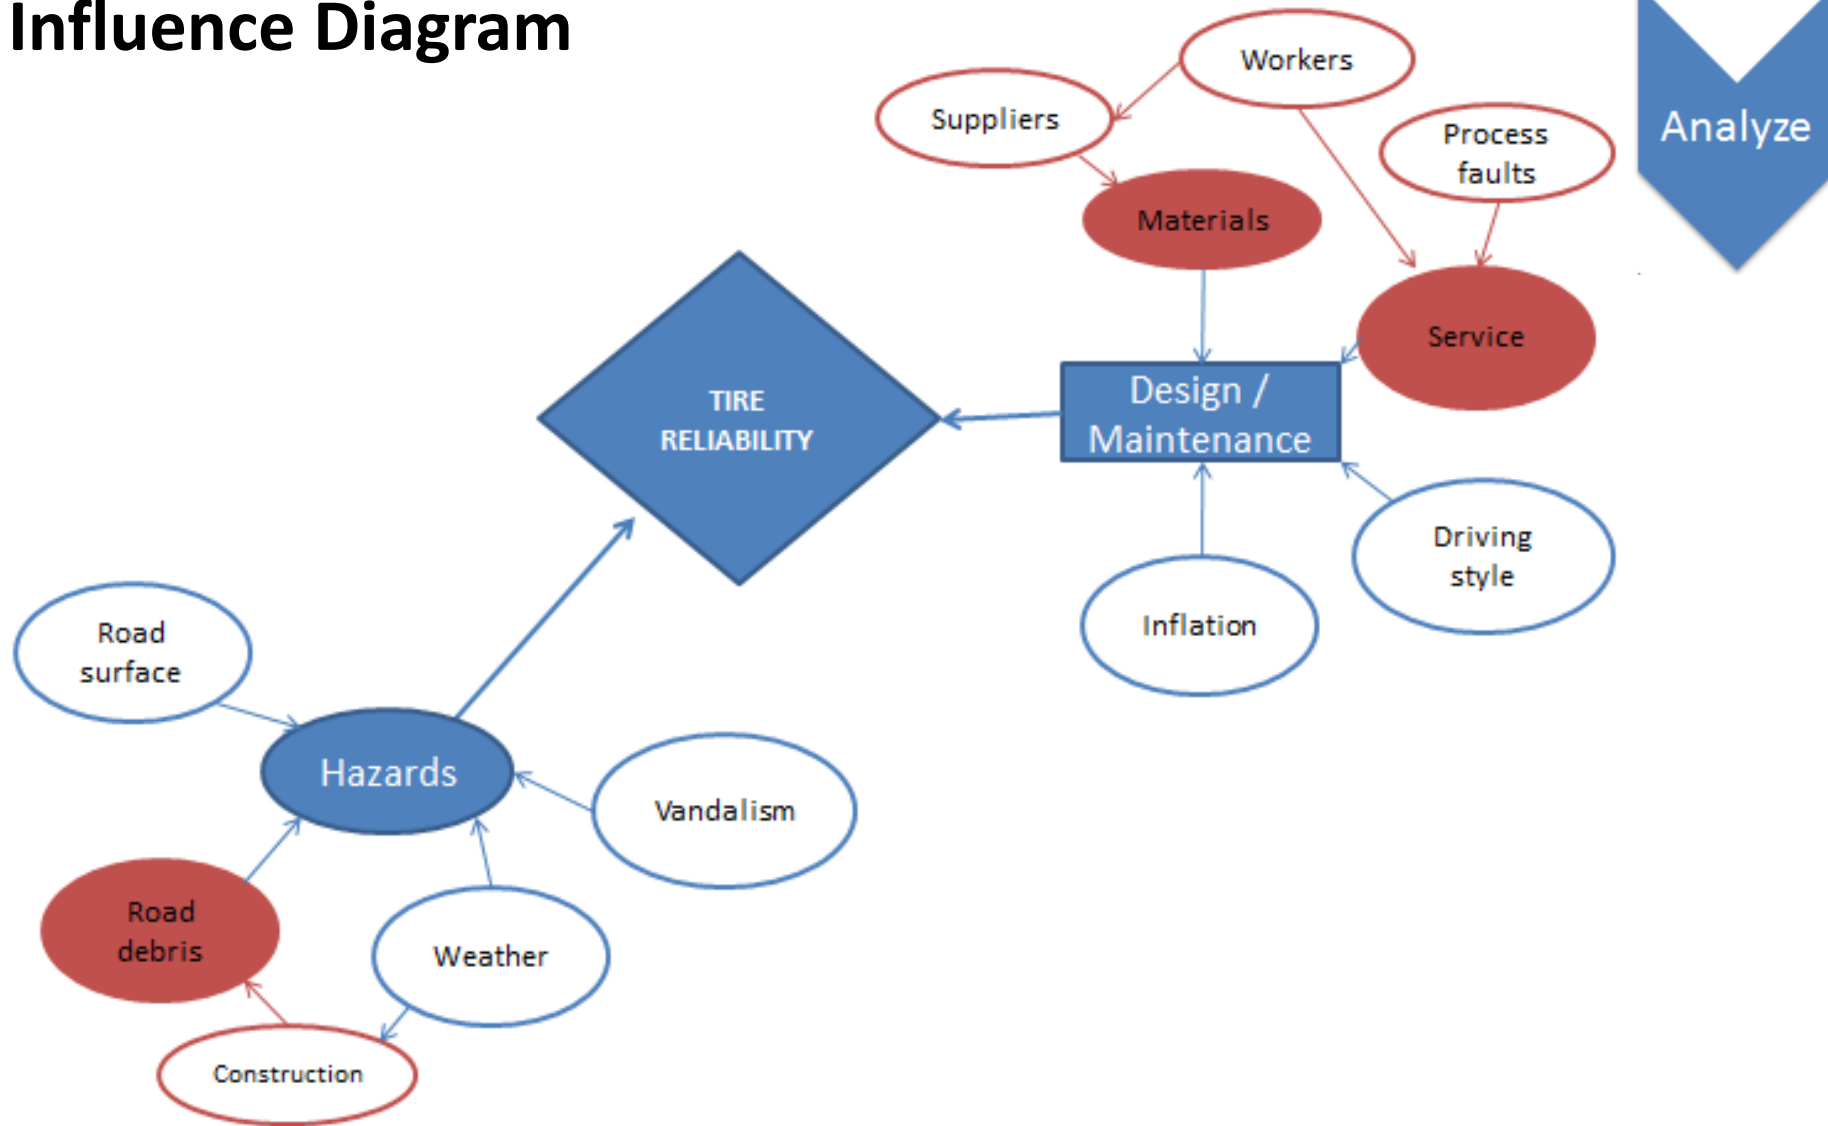 Influence Diagram
Workers
Suppliers
Process
faults
Analyze
Materials
Service
TIRE
RELIABILITY
Design /
Maintenance
Driving
style
Inflation
Road
surface
Hazards
Vandalism
Road
debris
Weather
Construction